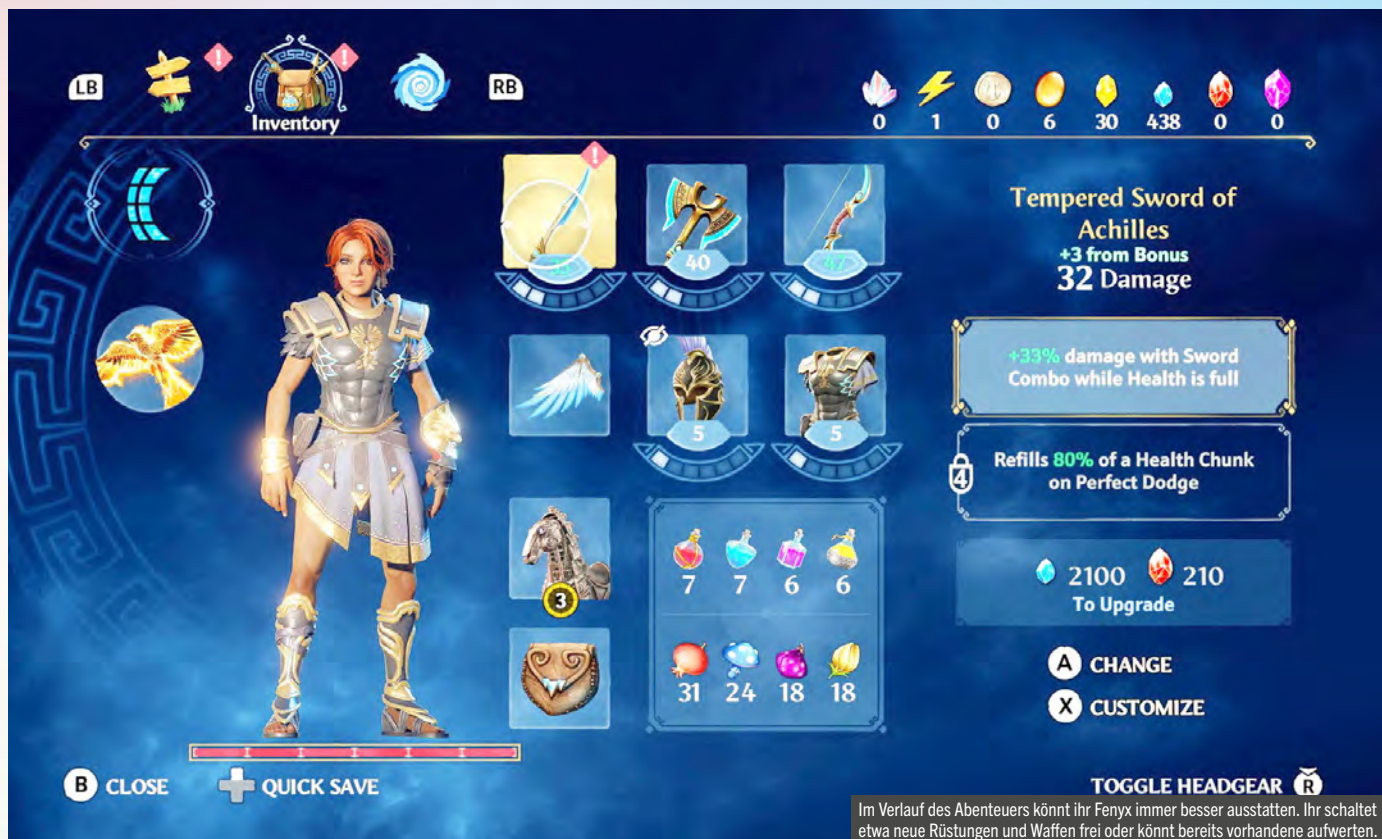 LB
RB
Inventory
0 1 0 6 30 438 0 0
Tempered Sword of
Achilles
+3 from Bonus
32 Damage
40
47
+33% damage with Sword
Combo while Health is full
5
5
4
Refills 80% of a Health Chunk
on Perfect Dodge
3
7 7 6 6
31 24 18 18
2100 210
To Upgrade
A CHANGE
X CUSTOMIZE
B CLOSE
QUICK SAVE
TOGGLE HEADGEAR R
Im Verlauf des Abenteuers könnt ihr Fenyx immer besser ausstatten. Ihr schaltet
etwa neue Rüstungen und Waffen frei oder könnt bereits vorhandene aufwerten.